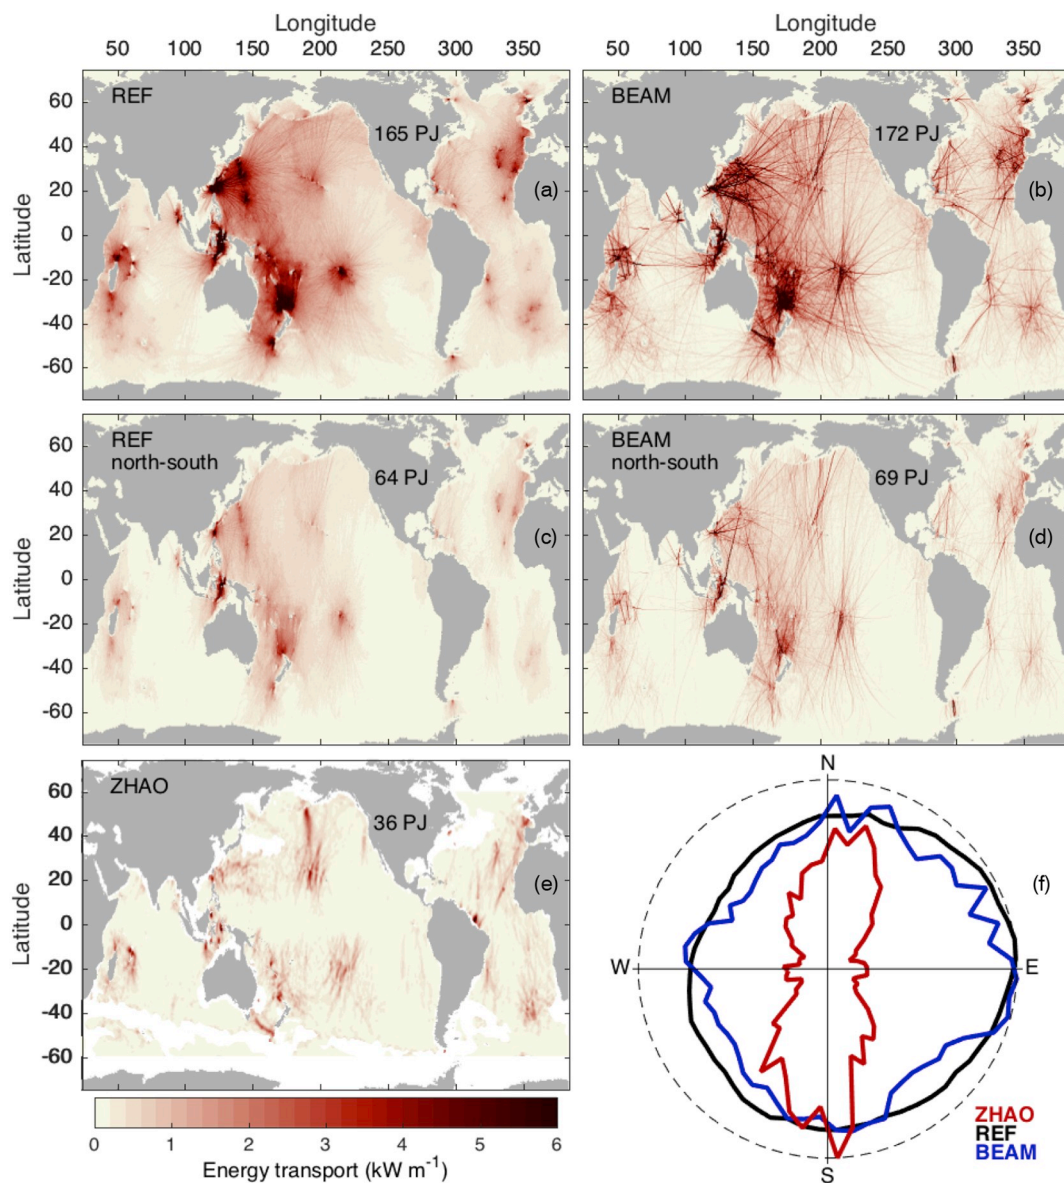 Longitude
Longitude
50 100 150 200 250 300 350
50 100 150 200 250 300 350
Latitude
60
40
20
0
-20
-40
-60
REF
165 PJ
(a)
BEAM
172 PJ
(b)
Latitude
60
40
20
0
-20
-40
-60
REF
north-south
64 PJ
(c)
BEAM
north-south
69 PJ
(d)
Latitude
60
40
20
0
-20
-40
-60
ZHAO
36 PJ
(e)
N
W
E
S
(f)
ZHAO
REF
BEAM
0 1 2 3 4 5 6
Energy transport (kW m⁻¹)